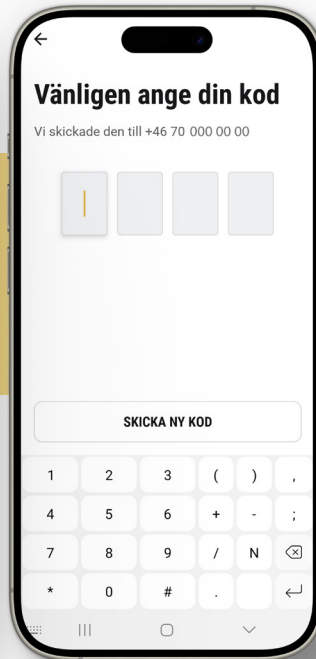 Vänligen ange din kod
Vi skickade den till +46 70 000 00 00
SKICKA NY KOD
1 2 3 ( ) ,
4 5 6 + - ;
7 8 9 / N
* 0 # .